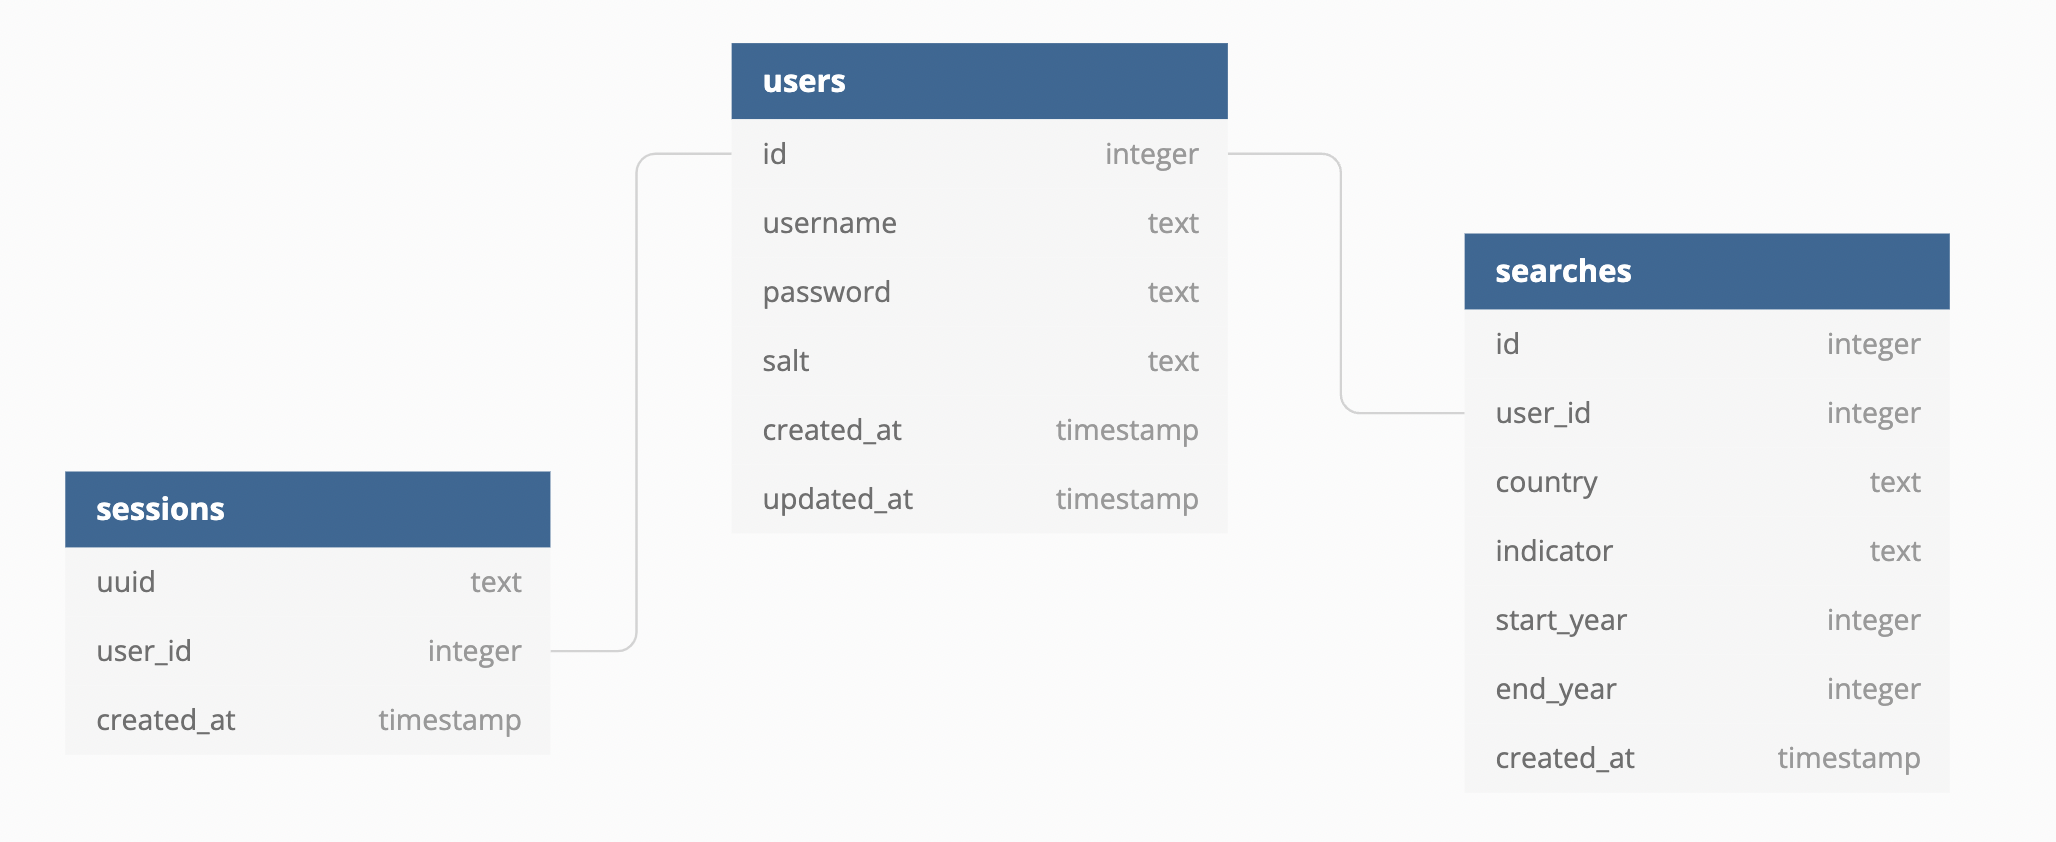 users
id integer
username text
password text
salt text
created_at timestamp
updated_at timestamp
sessions
uuid text
user_id integer
created_at timestamp
searches
id integer
user_id integer
country text
indicator text
start_year integer
end_year integer
created_at timestamp